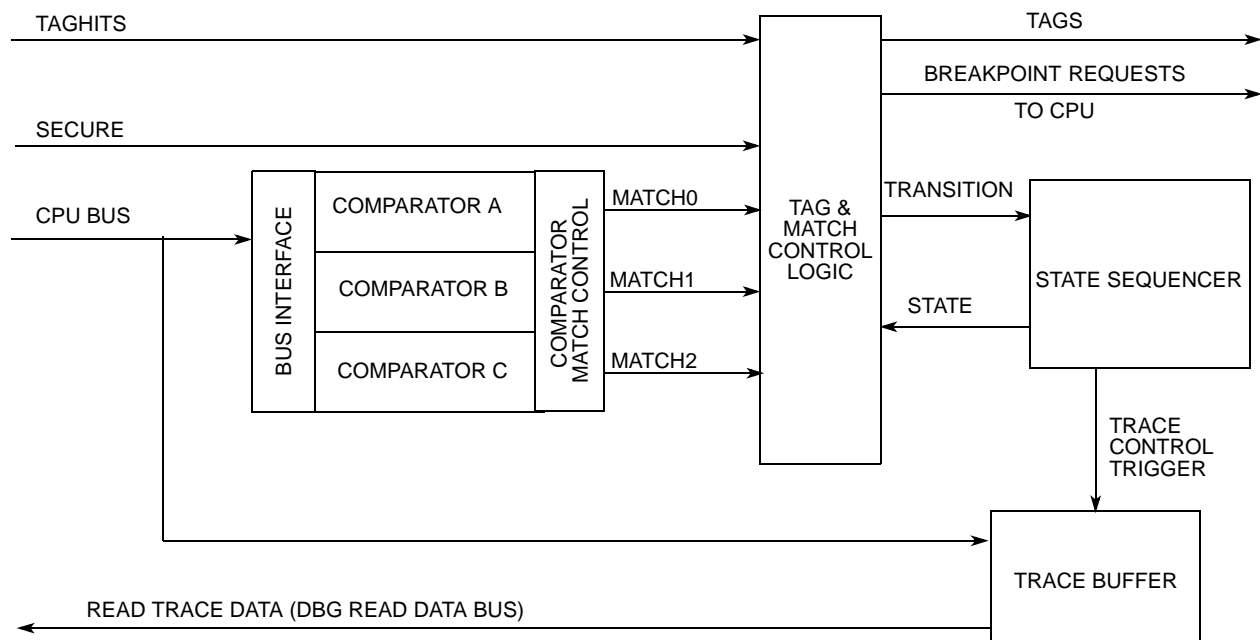 TAGHITS
TAGS
BREAKPOINT REQUESTS
TO CPU
SECURE
CPU BUS
BUS INTERFACE
COMPARATOR A
COMPARATOR B
COMPARATOR C
COMPARATOR
MATCH CONTROL
MATCH0
MATCH1
MATCH2
TAG &
MATCH
CONTROL
LOGIC
TRANSITION
STATE
STATE SEQUENCER
TRACE
CONTROL
TRIGGER
TRACE BUFFER
READ TRACE DATA (DBG READ DATA BUS)